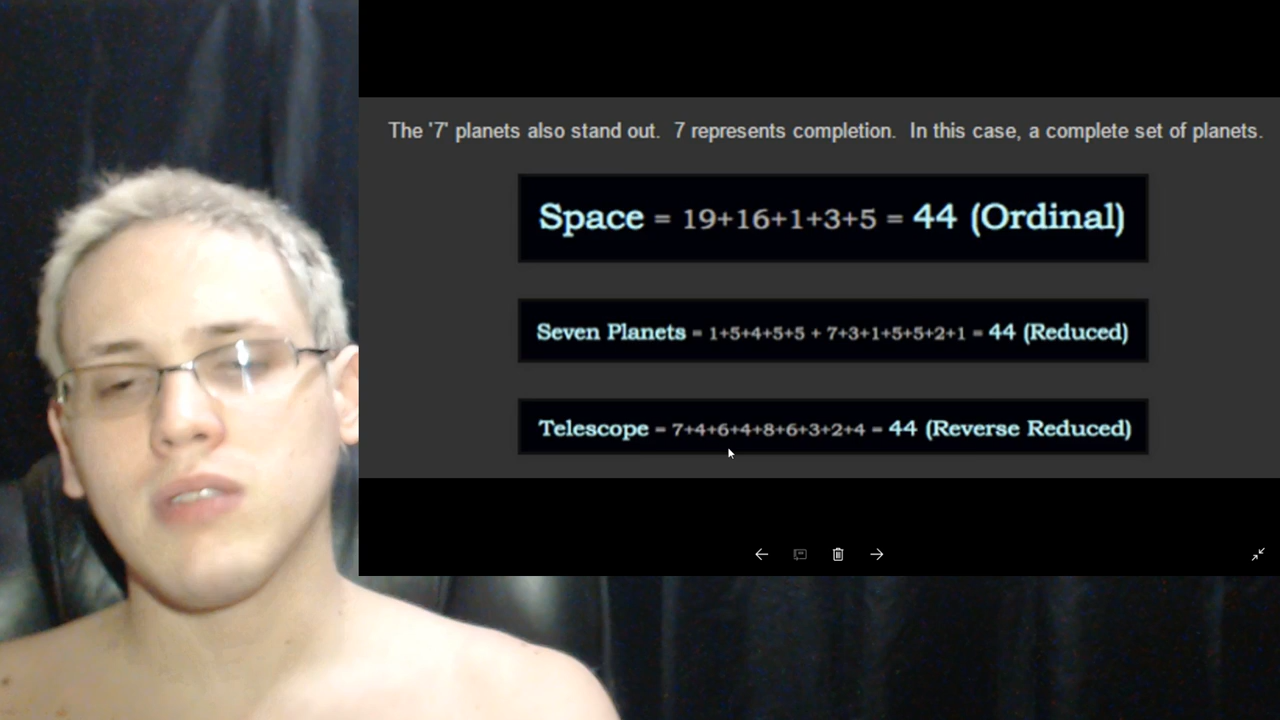 The '7' planets also stand out.  7 represents completion.  In this case, a complete set of planets.
Space = 19+16+1+3+5 = 44 (Ordinal)
Seven Planets = 1+5+4+5+5 + 7+3+1+5+5+2+1 = 44 (Reduced)
Telescope = 7+4+6+4+8+6+3+2+4 = 44 (Reverse Reduced)